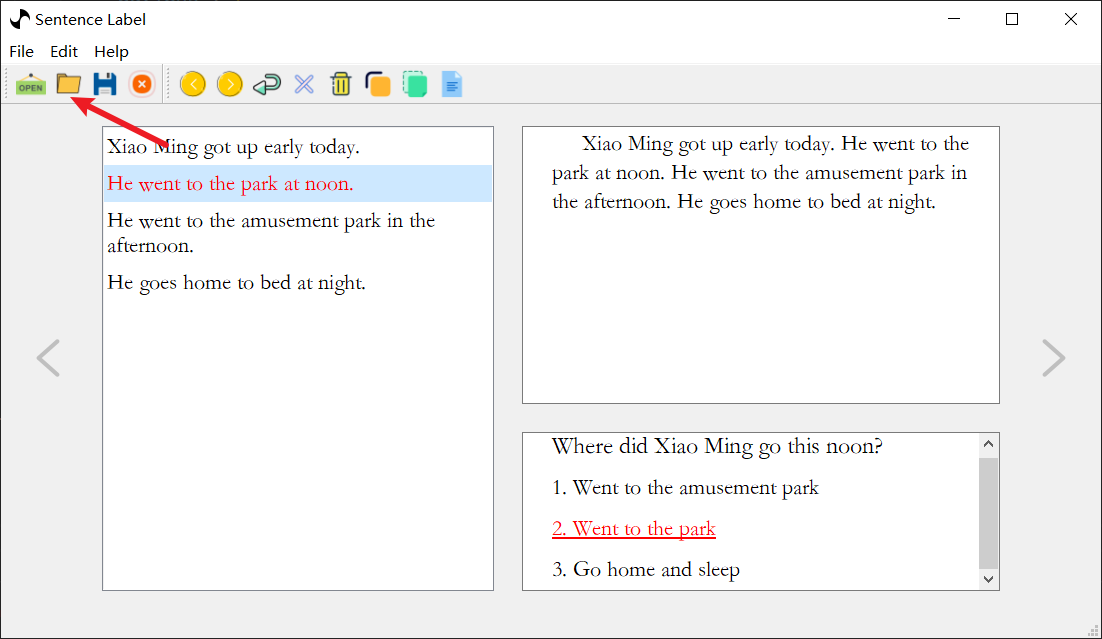 Sentence Label
File Edit Help
OPEN
Xiao Ming got up early today.
He went to the park at noon.
He went to the amusement park in the
afternoon.
He goes home to bed at night.
Xiao Ming got up early today. He went to the
park at noon. He went to the amusement park in
the afternoon. He goes home to bed at night.
Where did Xiao Ming go this noon?
1. Went to the amusement park
2. Went to the park
3. Go home and sleep